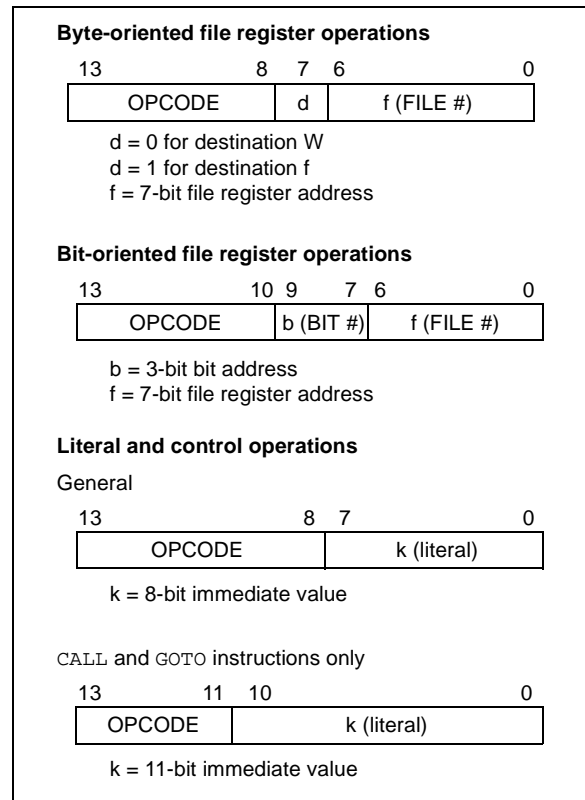 Byte-oriented file register operations
13 8 7 6 0
OPCODE d f (FILE #)
d = 0 for destination W
d = 1 for destination f
f = 7-bit file register address
Bit-oriented file register operations
13 10 9 7 6 0
OPCODE b (BIT #) f (FILE #)
b = 3-bit bit address
f = 7-bit file register address
Literal and control operations
General
13 8 7 0
OPCODE k (literal)
k = 8-bit immediate value
CALL and GOTO instructions only
13 11 10 0
OPCODE k (literal)
k = 11-bit immediate value